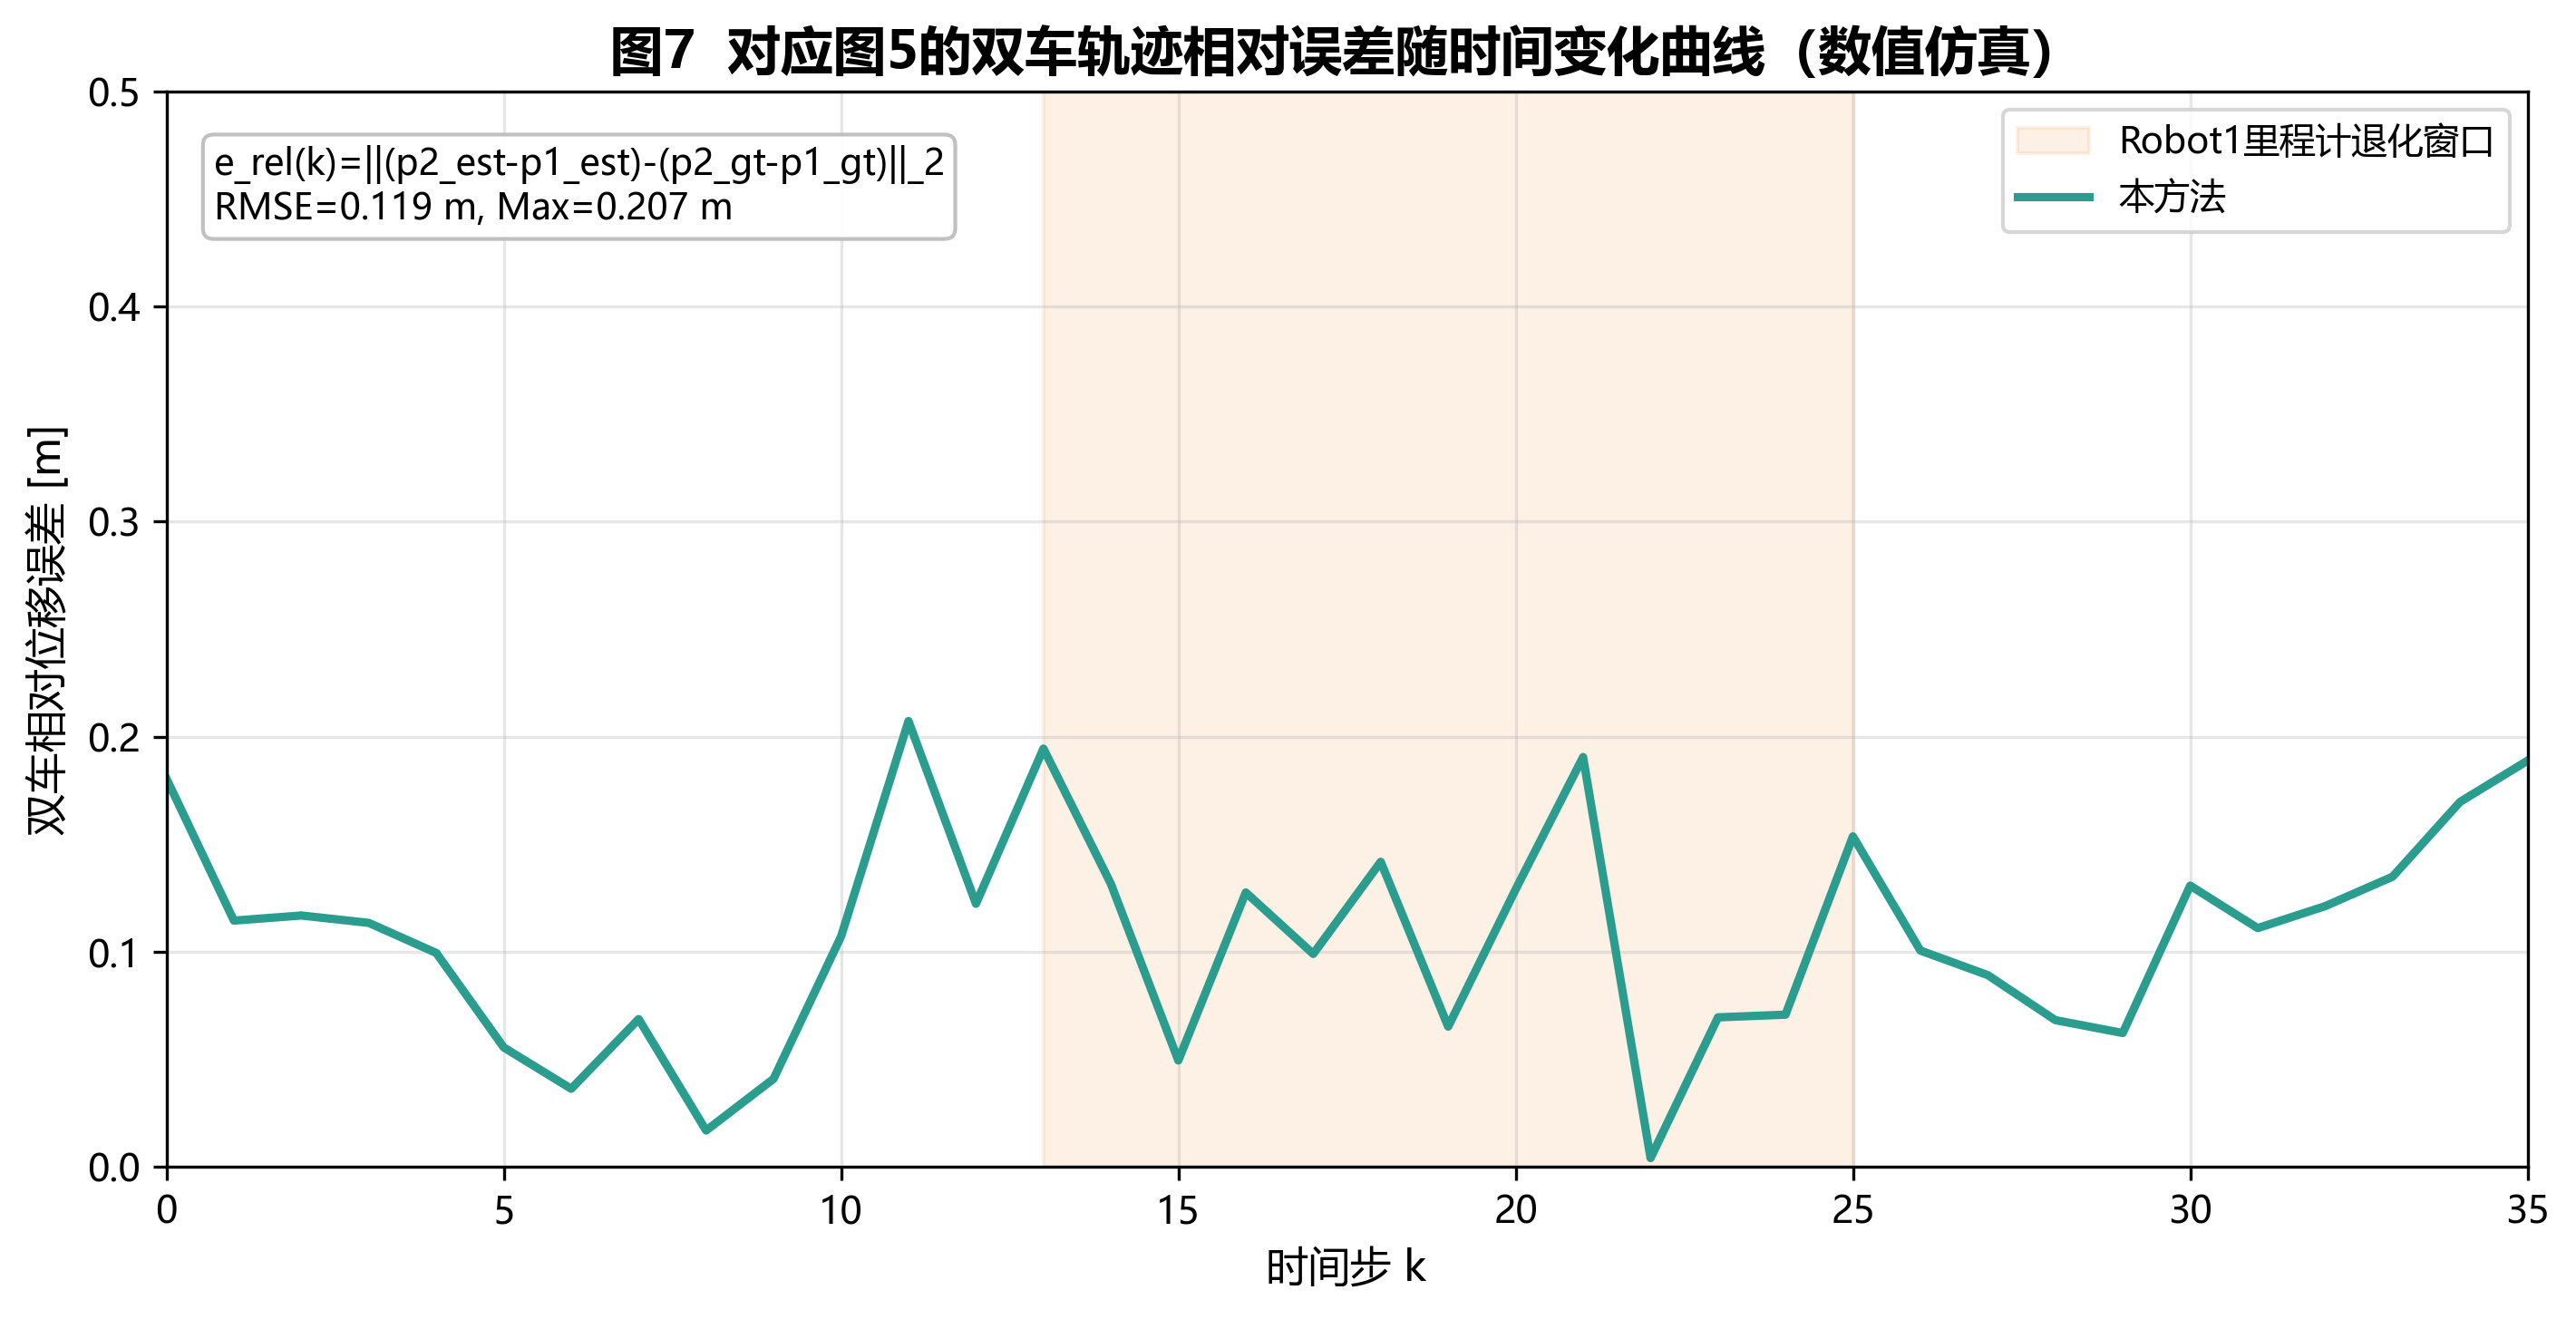 图7  对应图5的双车轨迹相对误差随时间变化曲线（数值仿真）
e_rel(k)=||(p2_est-p1_est)-(p2_gt-p1_gt)||_2
RMSE=0.119 m, Max=0.207 m
Robot1里程计退化窗口
本方法
双车相对位移误差 [m]
0.5
0.4
0.3
0.2
0.1
0.0
0 5 10 15 20 25 30 35
时间步 k